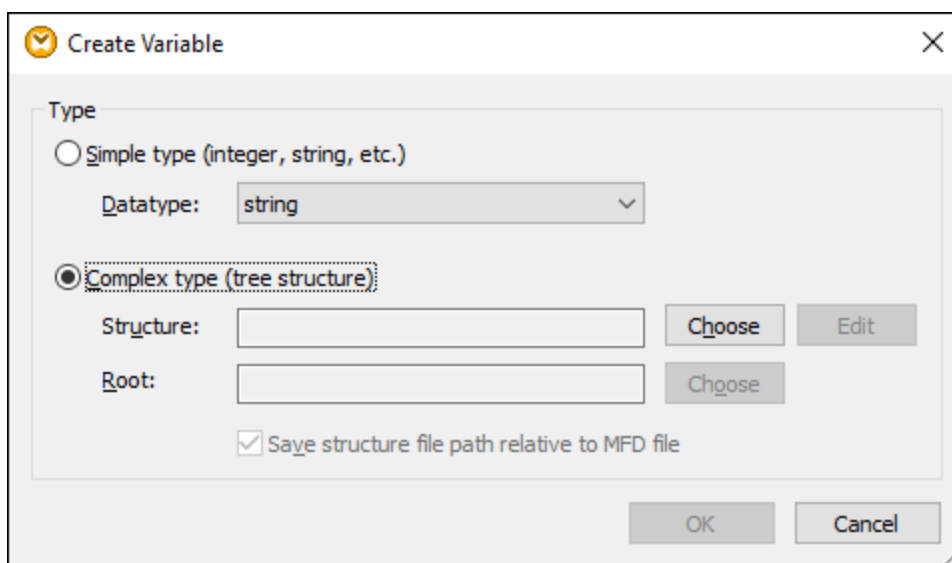 Create Variable
Type
Simple type (integer, string, etc.)
Datatype: string
Complex type (tree structure)
Structure: Choose Edit
Root: Choose
Save structure file path relative to MFD file
OK Cancel